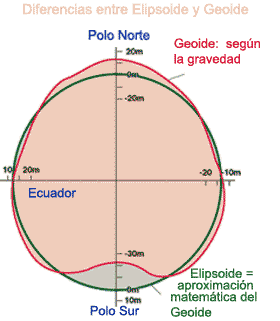 Diferencias entre Elipsoide y Geoide
Polo Norte
20m
Geoide: según
la gravedad
0m
-20m
10
20m
-20
-10m
Ecuador
-30m
Elipsoide =
aproximación
matemática del
Geoide
0m
10m
Polo Sur